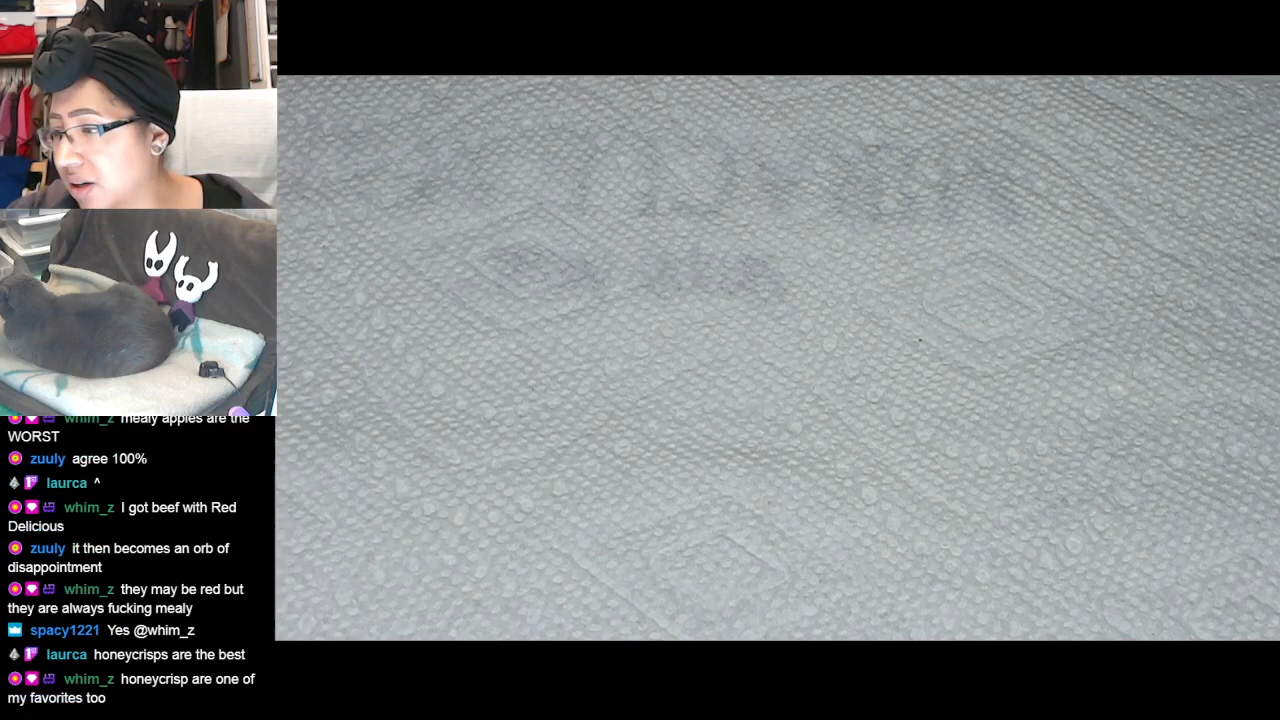 whim_z mealy apples are the
WORST
zuuly agree 100%
laurca ^
whim_z I got beef with Red
Delicious
zuuly it then becomes an orb of
disappointment
whim_z they may be red but
they are always fucking mealy
spacy1221 Yes @whim_z
laurca honeycrisps are the best
whim_z honeycrisp are one of
my favorites too